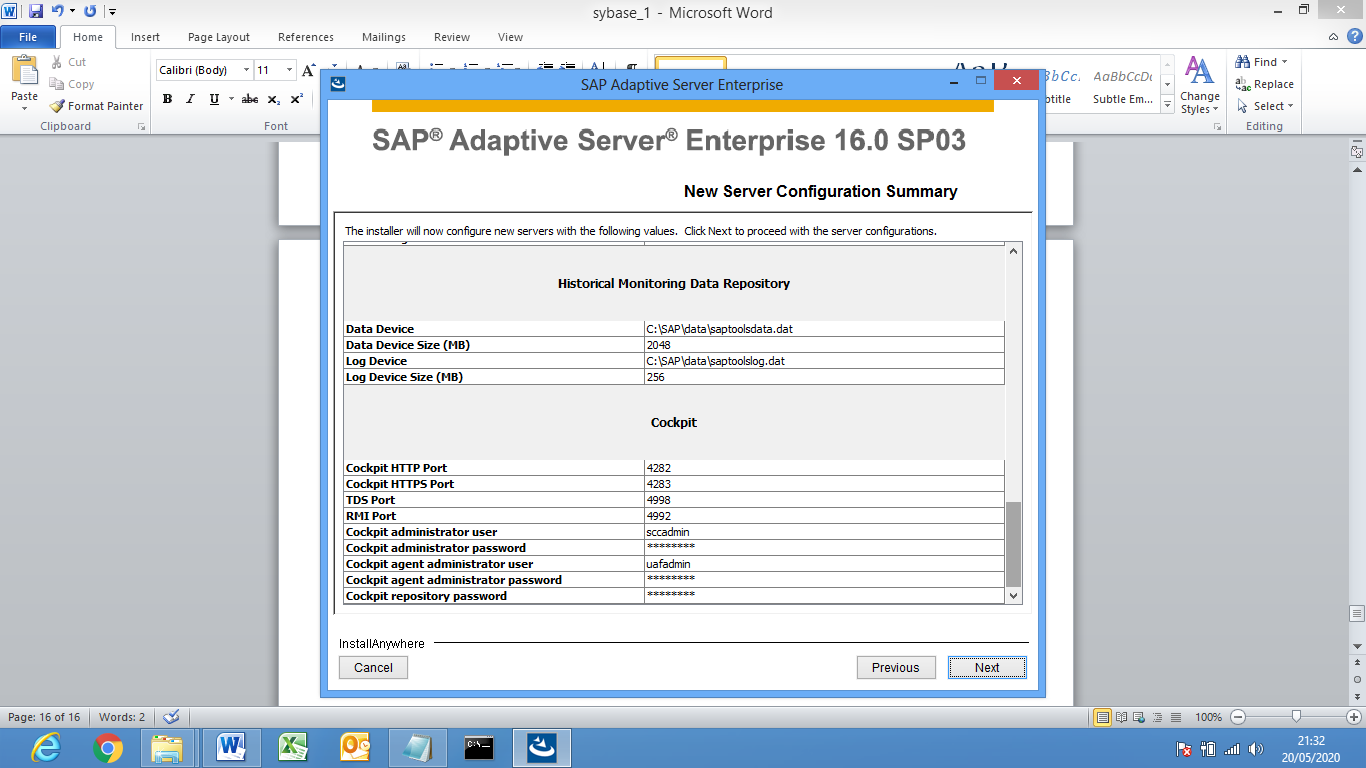 sybase_1 - Microsoft Word
File Home Insert Page Layout References Mailings Review View
Paste
Cut
Copy
Format Painter
Clipboard
Calibri (Body) 11
B I U abc x₂ x²
Font
AaBbCcDc
Subtle Em...
Change
Styles
Find
Replace
Select
Editing
SAP Adaptive Server Enterprise
SAP® Adaptive Server® Enterprise 16.0 SP03
New Server Configuration Summary
The installer will now configure new servers with the following values. Click Next to proceed with the server configurations.
Historical Monitoring Data Repository
Data Device C:\SAP\data\saptoolsdata.dat
Data Device Size (MB) 2048
Log Device C:\SAP\data\saptoolslog.dat
Log Device Size (MB) 256
Cockpit
Cockpit HTTP Port 4282
Cockpit HTTPS Port 4283
TDS Port 4998
RMI Port 4992
Cockpit administrator user sccadmin
Cockpit administrator password ********
Cockpit agent administrator user uafadmin
Cockpit agent administrator password ********
Cockpit repository password ********
InstallAnywhere
Cancel Previous Next
Page: 16 of 16 Words: 2 100%
21:32
20/05/2020